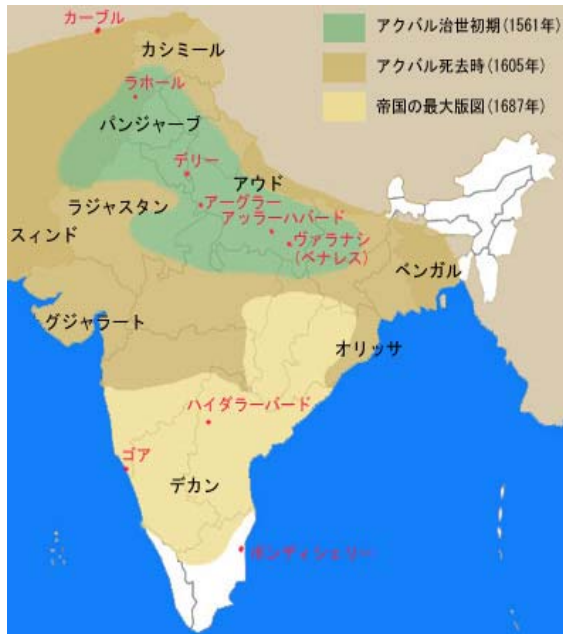 カーブル
カシミール
アクバル治世初期(1561年)
アクバル死去時(1605年)
帝国の最大版図(1687年)
ラホール
パンジャーブ
デリー
アウド
ラジャスタン
アーグラー
アッラーハバード
スィンド
ヴァラナシ
(ベナレス)
ベンガル
グジャラート
オリッサ
ハイダラーバード
ゴア
デカン
ポンディシェリー